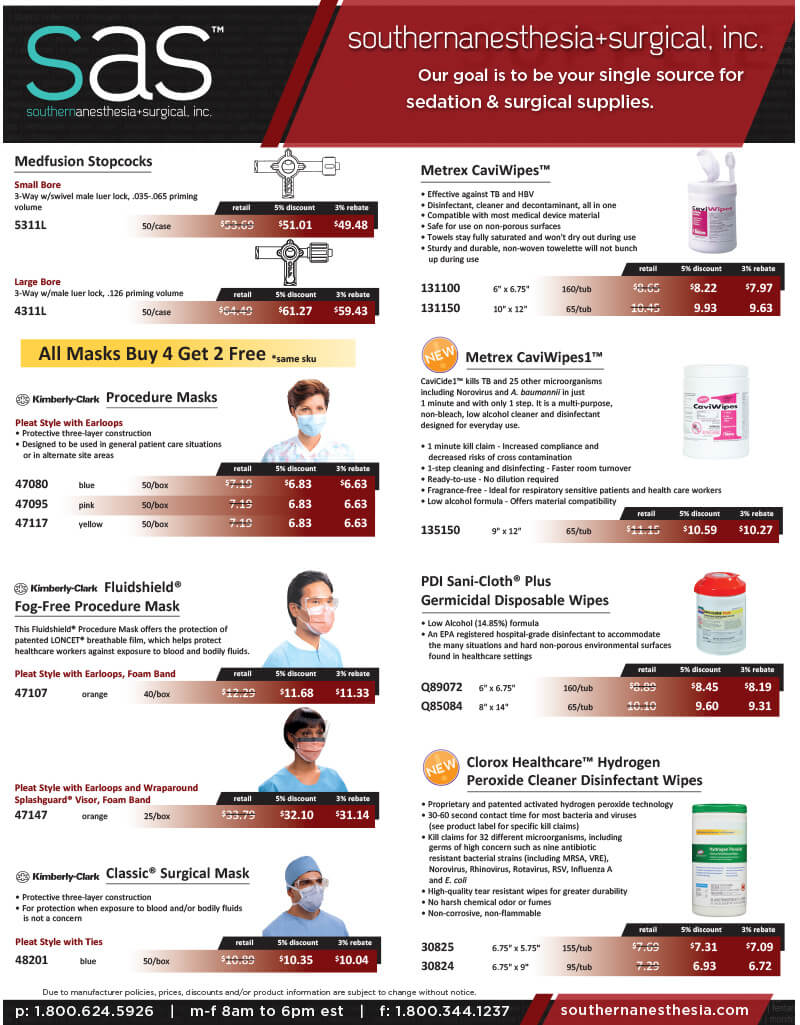 sas™
southernanesthesia+surgical, inc.
southernanesthesia+surgical, inc.
Our goal is to be your single source for
sedation & surgical supplies.
Medfusion Stopcocks
Small Bore
3-Way w/swivel male luer lock, .035-.065 priming
volume
retail 5% discount 3% rebate
5311L 50/case $53.69 $51.01 $49.48
Large Bore
3-Way w/male luer lock, .126 priming volume
retail 5% discount 3% rebate
4311L 50/case $64.49 $61.27 $59.43
All Masks Buy 4 Get 2 Free *same sku
Kimberly-Clark Procedure Masks
Pleat Style with Earloops
• Protective three-layer construction
• Designed to be used in general patient care situations
or in alternate site areas
retail 5% discount 3% rebate
47080 blue 50/box $7.19 $6.83 $6.63
47095 pink 50/box 7.19 6.83 6.63
47117 yellow 50/box 7.19 6.83 6.63
Kimberly-Clark Fluidshield®
Fog-Free Procedure Mask
This Fluidshield® Procedure Mask offers the protection of
patented LONCET® breathable film, which helps protect
healthcare workers against exposure to blood and bodily fluids.
Pleat Style with Earloops, Foam Band
retail 5% discount 3% rebate
47107 orange 40/box $12.29 $11.68 $11.33
Pleat Style with Earloops and Wraparound
Splashguard® Visor, Foam Band
retail 5% discount 3% rebate
47147 orange 25/box $33.79 $32.10 $31.14
Kimberly-Clark Classic® Surgical Mask
• Protective three-layer construction
• For protection when exposure to blood and/or bodily fluids
is not a concern
Pleat Style with Ties
retail 5% discount 3% rebate
48201 blue 50/box $10.89 $10.35 $10.04
Metrex CaviWipes™
• Effective against TB and HBV
• Disinfectant, cleaner and decontaminant, all in one
• Compatible with most medical device material
• Safe for use on non-porous surfaces
• Towels stay fully saturated and won't dry out during use
• Sturdy and durable, non-woven towelette will not bunch
up during use
CaviWipes
retail 5% discount 3% rebate
131100 6" x 6.75" 160/tub $8.65 $8.22 $7.97
131150 10" x 12" 65/tub 10.45 9.93 9.63
NEW
Metrex CaviWipes1™
CaviCide1™ kills TB and 25 other microorganisms
including Norovirus and A. baumannii in just
1 minute and with only 1 step. It is a multi-purpose,
non-bleach, low alcohol cleaner and disinfectant
designed for everyday use.
CaviWipes
1
• 1 minute kill claim - Increased compliance and
decreased risks of cross contamination
• 1-step cleaning and disinfecting - Faster room turnover
• Ready-to-use - No dilution required
• Fragrance-free - Ideal for respiratory sensitive patients and health care workers
• Low alcohol formula - Offers material compatibility
retail 5% discount 3% rebate
135150 9" x 12" 65/tub $11.15 $10.59 $10.27
PDI Sani-Cloth® Plus
Germicidal Disposable Wipes
• Low Alcohol (14.85%) formula
• An EPA registered hospital-grade disinfectant to accommodate
the many situations and hard non-porous environmental surfaces
found in healthcare settings
retail 5% discount 3% rebate
Q89072 6" x 6.75" 160/tub $8.89 $8.45 $8.19
Q85084 8" x 14" 65/tub 10.10 9.60 9.31
NEW
Clorox Healthcare™ Hydrogen
Peroxide Cleaner Disinfectant Wipes
• Proprietary and patented activated hydrogen peroxide technology
• 30-60 second contact time for most bacteria and viruses
(see product label for specific kill claims)
• Kill claims for 32 different microorganisms, including
germs of high concern such as nine antibiotic
resistant bacterial strains (including MRSA, VRE),
Norovirus, Rhinovirus, Rotavirus, RSV, Influenza A
and E. coli
• High-quality tear resistant wipes for greater durability
• No harsh chemical odor or fumes
• Non-corrosive, non-flammable
Hydrogen Peroxide
retail 5% discount 3% rebate
30825 6.75" x 5.75" 155/tub $7.69 $7.31 $7.09
30824 6.75" x 9" 95/tub 7.29 6.93 6.72
Due to manufacturer policies, prices, discounts and/or product information are subject to change without notice.
p: 1.800.624.5926 | m-f 8am to 6pm est | f: 1.800.344.1237
southernanesthesia.com